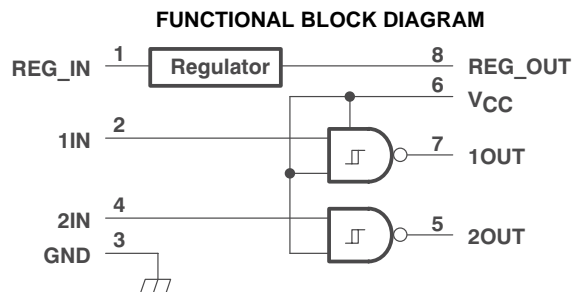 FUNCTIONAL BLOCK DIAGRAM
REG_IN 1 Regulator 8 REG_OUT
6 VCC
1IN 2
7 1OUT
2IN 4
5 2OUT
GND 3